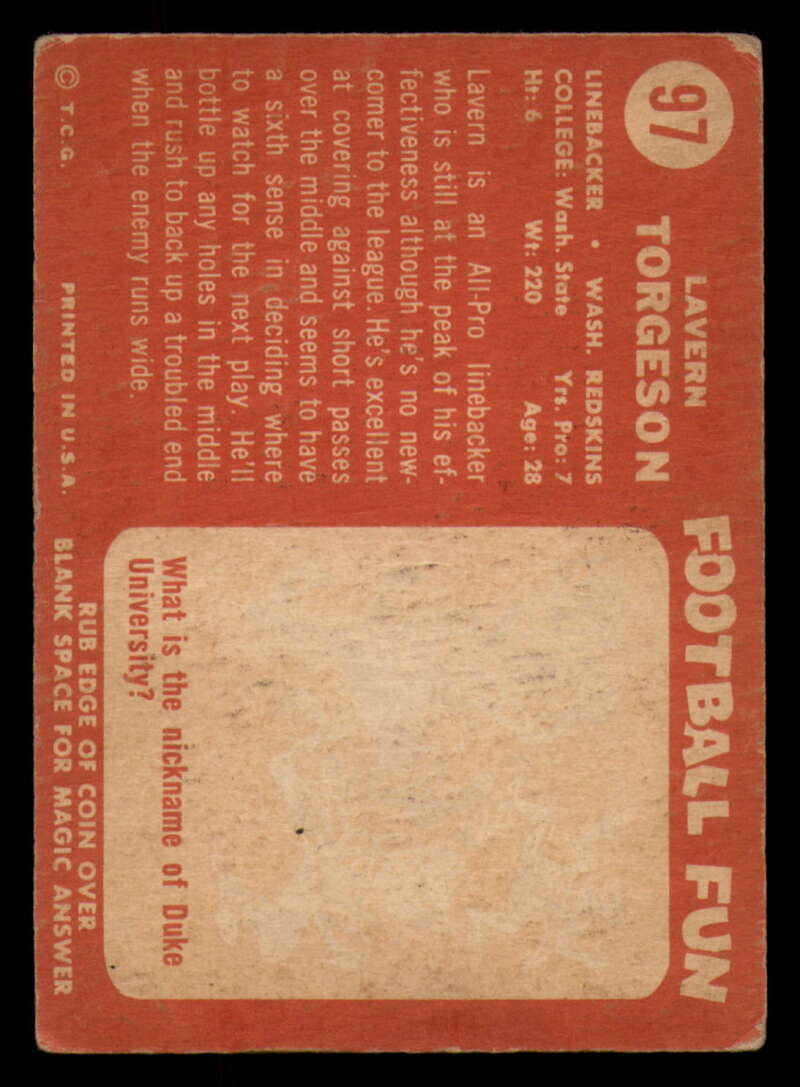 97
LAVERN
TORGESON
LINEBACKER • WASH. REDSKINS
COLLEGE: Wash. State Yrs. Pro: 7
Ht: 6 Wt: 220 Age: 28
Lavern is an All-Pro linebacker
who is still at the peak of his ef-
fectiveness although he's no new-
comer to the league. He's excellent
at covering against short passes
over the middle and seems to have
a sixth sense in deciding where
to watch for the next play. He'll
bottle up any holes in the middle
and rush to back up a troubled end
when the enemy runs wide.
© T.C.G. PRINTED IN U.S.A.
FOOTBALL FUN
What is the nickname of Duke
University?
RUB EDGE OF COIN OVER
BLANK SPACE FOR MAGIC ANSWER